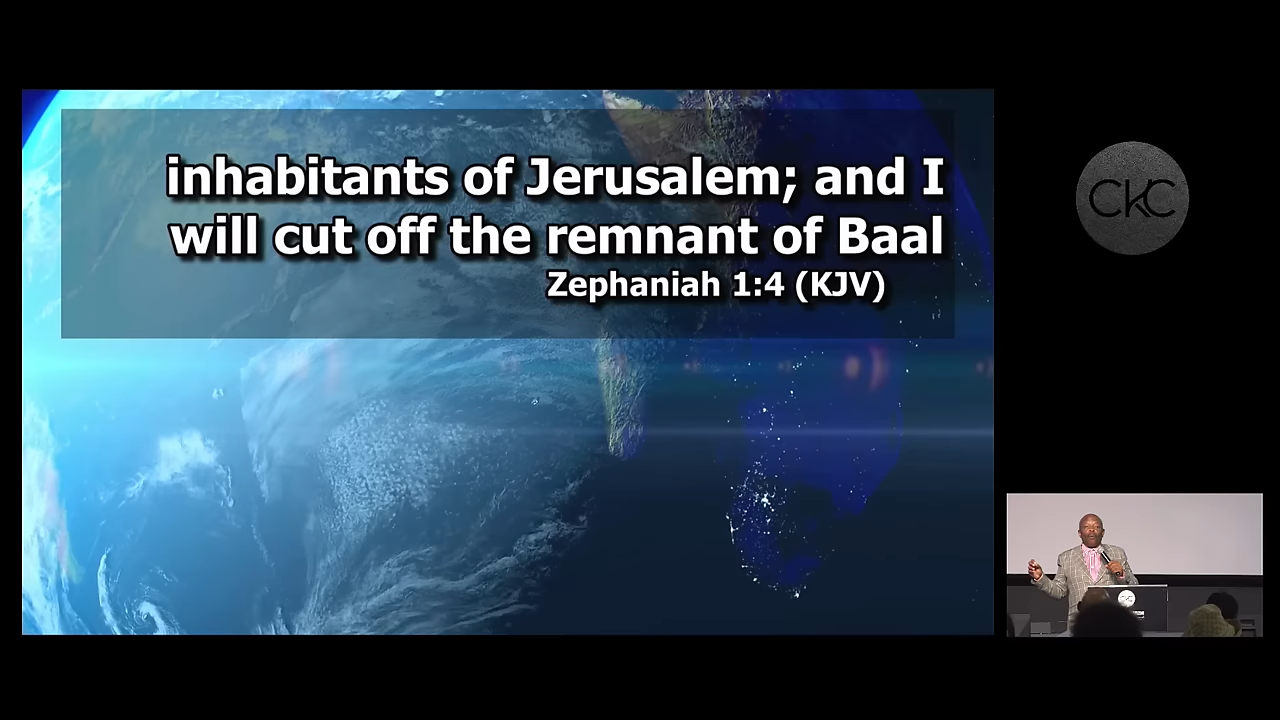 inhabitants of Jerusalem; and I
will cut off the remnant of Baal
Zephaniah 1:4 (KJV)
CKC